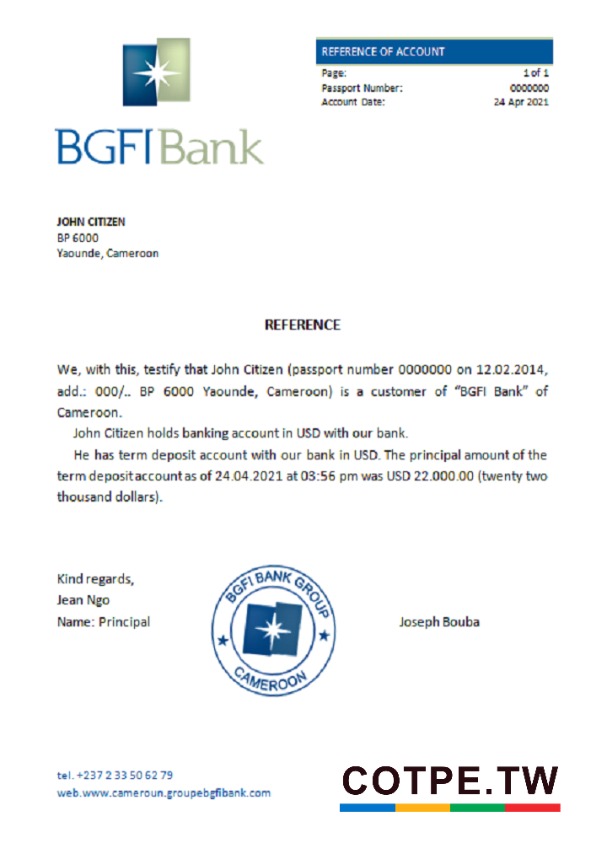 REFERENCE OF ACCOUNT
Page: 1 of 1
Passport Number: 0000000
Account Date: 24 Apr 2021
BGFIBank
JOHN CITIZEN
BP 6000
Yaounde, Cameroon
REFERENCE
We, with this, testify that John Citizen (passport number 0000000 on 12.02.2014,
add.: 000/.. BP 6000 Yaounde, Cameroon) is a customer of “BGFI Bank” of
Cameroon.
John Citizen holds banking account in USD with our bank.
He has term deposit account with our bank in USD. The principal amount of the
term deposit account as of 24.04.2021 at 03:56 pm was USD 22.000.00 (twenty two
thousand dollars).
Kind regards,
Jean Ngo
Name: Principal
BGFI BANK GROUP
CAMEROON
Joseph Bouba
tel. +237 2 33 50 62 79
web.www.cameroun.groupebgfibank.com
COTPE.TW